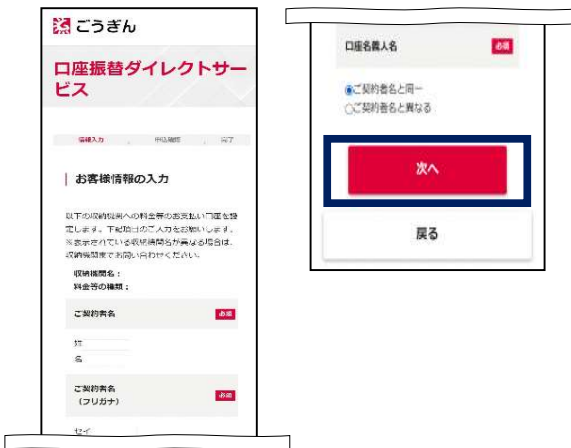 ごうぎん
口座振替ダイレクトサー
ビス
情報入力 申込確認 完了
お客様情報の入力
以下の収納機関への料金等のお支払い口座を設
定します。下記項目のご入力をお願いします。
※表示されている収納機関名が異なる場合は、
収納機関までお問い合わせください。
収納機関名：
料金等の種類：
ご契約者名 必須
姓
名
ご契約者名
（フリガナ） 必須
セイ
口座名義人名 必須
ご契約者名と同一
ご契約者名と異なる
次へ
戻る